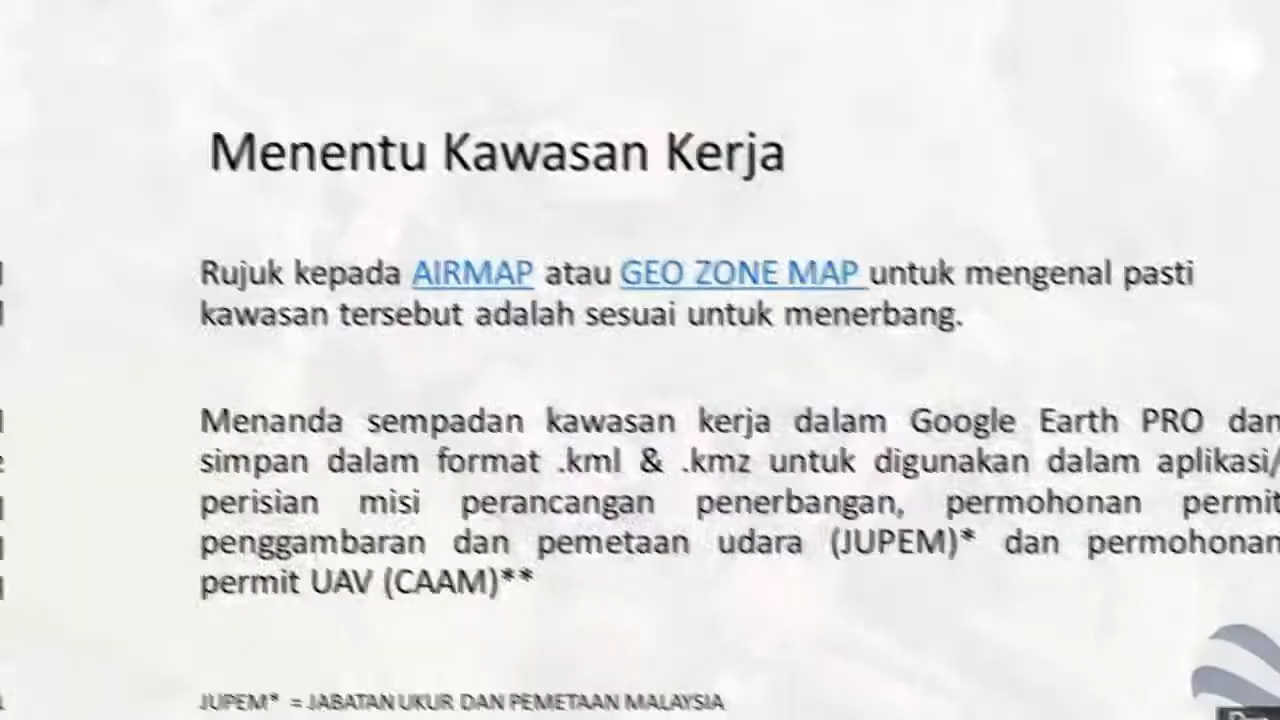 Menentu Kawasan Kerja
Rujuk kepada AIRMAP atau GEO ZONE MAP untuk mengenal pasti
kawasan tersebut adalah sesuai untuk menerbang.
Menanda sempadan kawasan kerja dalam Google Earth PRO dan
simpan dalam format .kml & .kmz untuk digunakan dalam aplikasi/
perisian misi perancangan penerbangan, permohonan permit
penggambaran dan pemetaan udara (JUPEM)* dan permohonan
permit UAV (CAAM)**
JUPEM* = JABATAN UKUR DAN PEMETAAN MALAYSIA